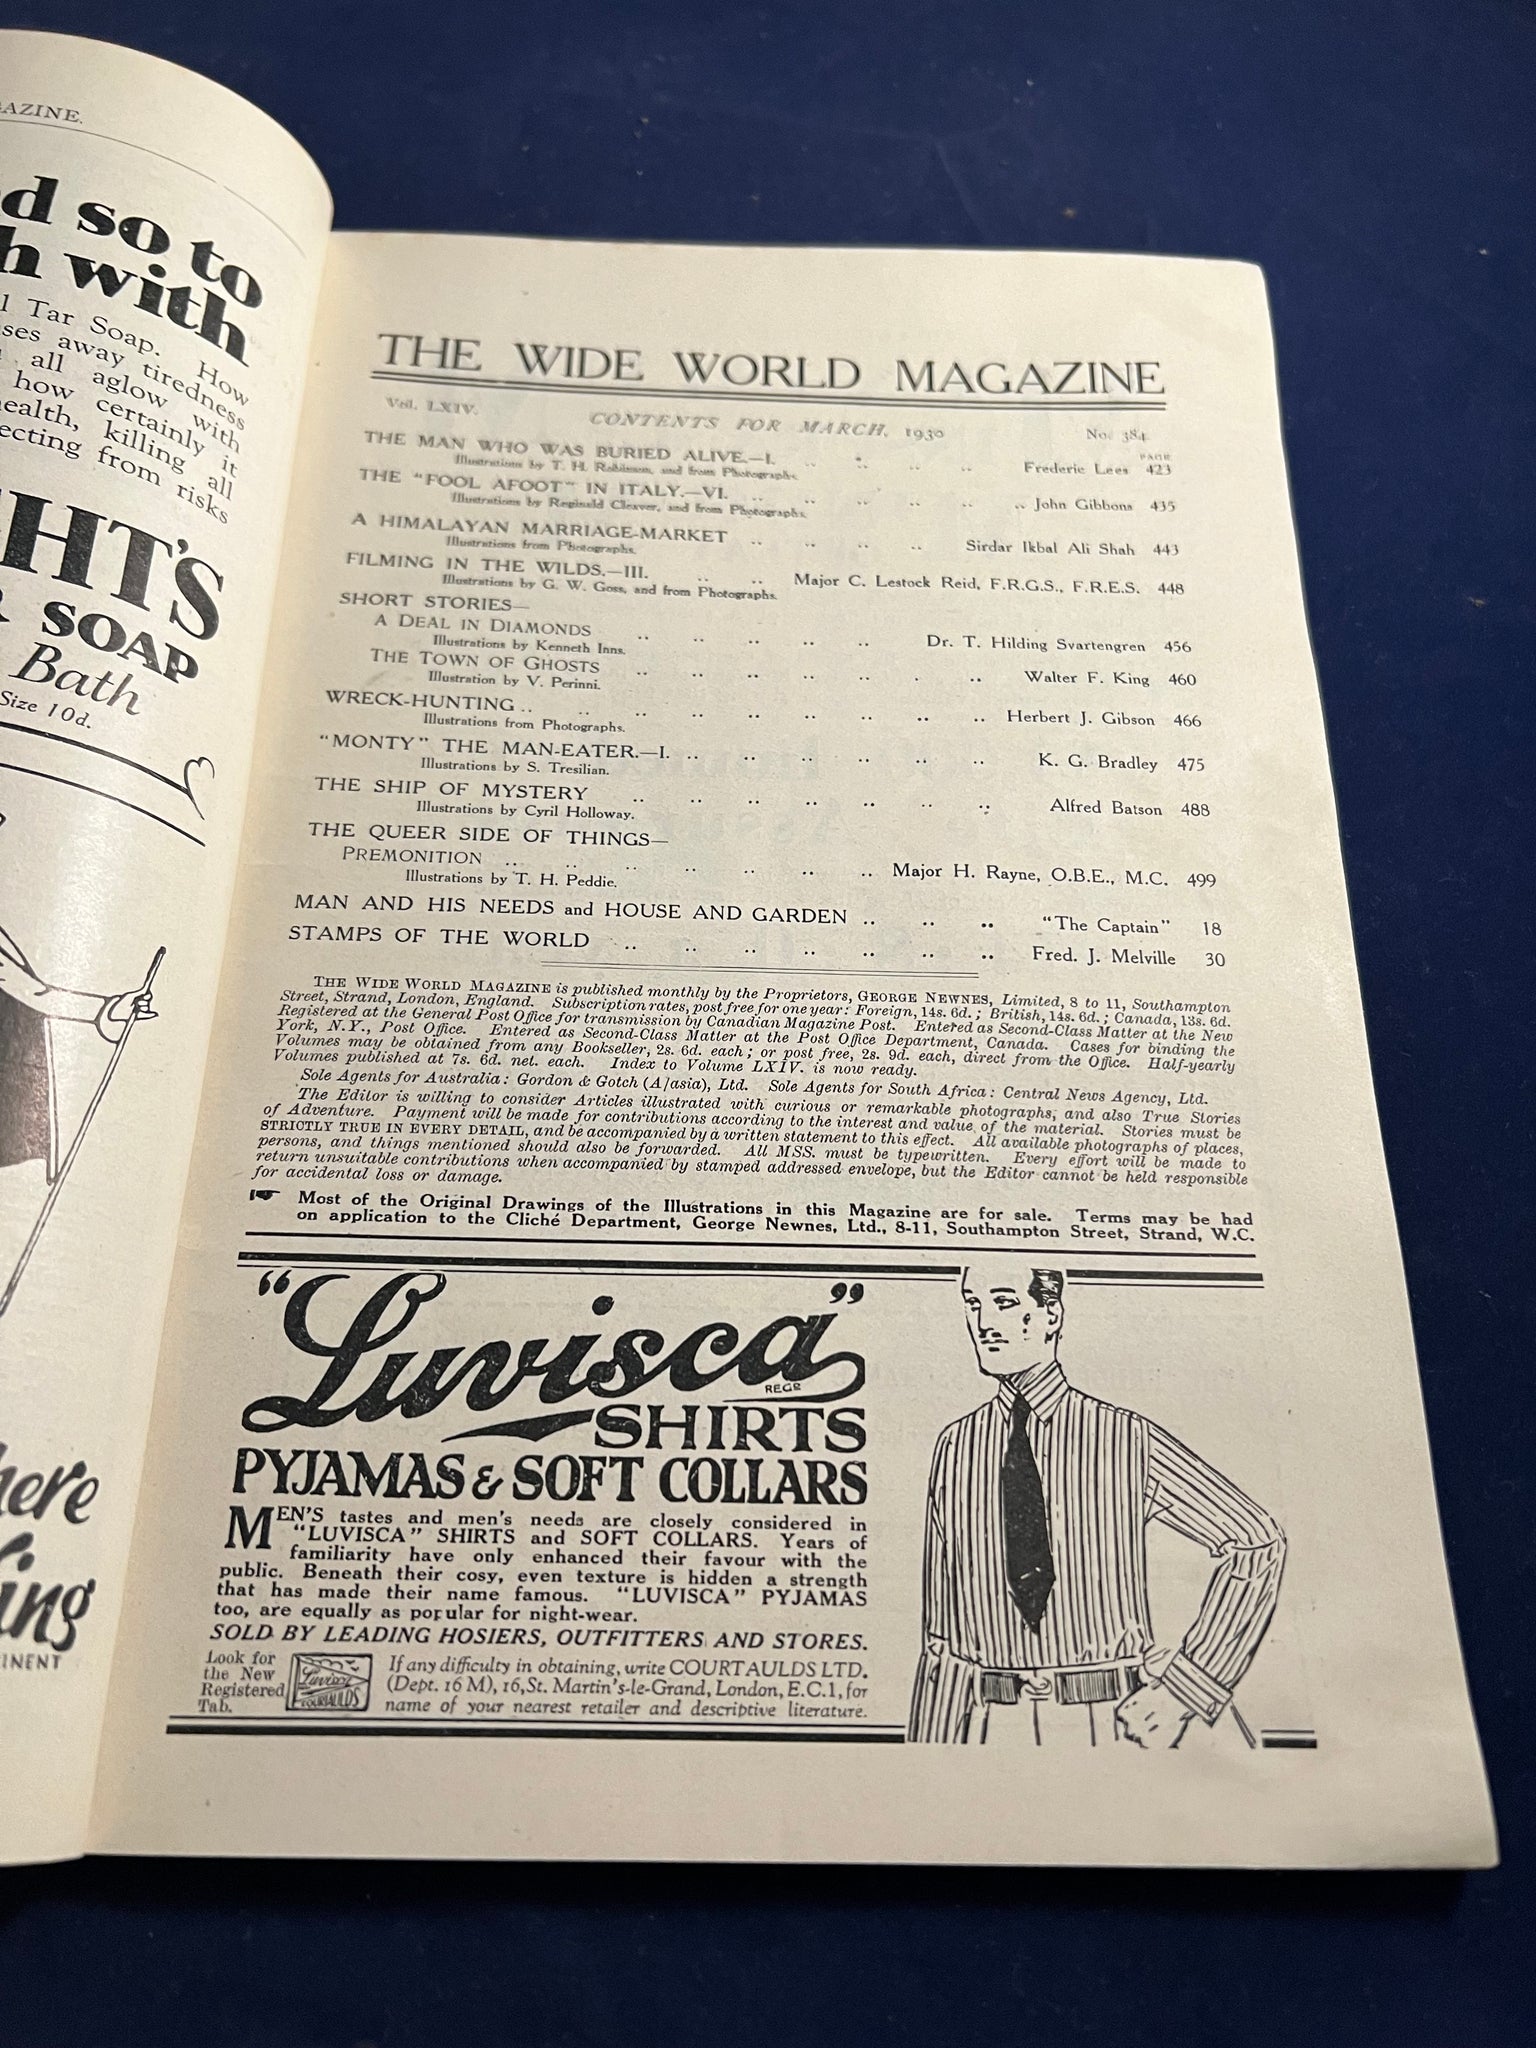 AZINE.
d so to
h with
l Tar Soap. How
ses away tiredness
all aglow with
how certainly it
health, killing all
ecting from risks
GHT'S
R SOAP
Bath
Size 10d.
here
ing
INENT
THE WIDE WORLD MAGAZINE
Vol. LXIV. CONTENTS FOR MARCH, 1930 No. 384.
PAGE
THE MAN WHO WAS BURIED ALIVE.—I. .. .. .. .. Frederic Lees 423
Illustrations by T. H. Robinson, and from Photographs.
THE "FOOL AFOOT" IN ITALY.—VI. .. .. .. .. .. .. John Gibbons 435
Illustrations by Reginald Cleaver, and from Photographs.
A HIMALAYAN MARRIAGE-MARKET .. .. .. .. Sirdar Ikbal Ali Shah 443
Illustrations from Photographs.
FILMING IN THE WILDS.—III. .. .. Major C. Lestock Reid, F.R.G.S., F.R.E.S. 448
Illustrations by G. W. Goss, and from Photographs.
SHORT STORIES—
A DEAL IN DIAMONDS .. .. .. .. .. Dr. T. Hilding Svartengren 456
Illustrations by Kenneth Inns.
THE TOWN OF GHOSTS .. .. .. .. .. . .. Walter F. King 460
Illustration by V. Perinni.
WRECK-HUNTING .. .. .. .. .. .. .. .. .. Herbert J. Gibson 466
Illustrations from Photographs.
"MONTY" THE MAN-EATER.—I. .. .. .. .. .. .. K. G. Bradley 475
Illustrations by S. Tresilian.
THE SHIP OF MYSTERY .. .. .. .. .. .. .. Alfred Batson 488
Illustrations by Cyril Holloway.
THE QUEER SIDE OF THINGS—
PREMONITION .. .. .. .. .. .. .. Major H. Rayne, O.B.E., M.C. 499
Illustrations by T. H. Peddie.
MAN AND HIS NEEDS and HOUSE AND GARDEN .. .. .. "The Captain" 18
STAMPS OF THE WORLD .. .. .. .. .. .. .. Fred. J. Melville 30
THE WIDE WORLD MAGAZINE is published monthly by the Proprietors, GEORGE NEWNES, Limited, 8 to 11, Southampton
Street, Strand, London, England. Subscription rates, post free for one year: Foreign, 14s. 6d.; British, 14s. 6d.; Canada, 13s. 6d.
Registered at the General Post Office for transmission by Canadian Magazine Post. Entered as Second-Class Matter at the New
York, N.Y., Post Office. Entered as Second-Class Matter at the Post Office Department, Canada. Cases for binding the
Volumes may be obtained from any Bookseller, 2s. 6d. each; or post free, 2s. 9d. each, direct from the Office. Half-yearly
Volumes published at 7s. 6d. net. each. Index to Volume LXIV. is now ready.
Sole Agents for Australia: Gordon & Gotch (A/asia), Ltd. Sole Agents for South Africa: Central News Agency, Ltd.
The Editor is willing to consider Articles illustrated with curious or remarkable photographs, and also True Stories
of Adventure. Payment will be made for contributions according to the interest and value of the material. Stories must be
STRICTLY TRUE IN EVERY DETAIL, and be accompanied by a written statement to this effect. All available photographs of places,
persons, and things mentioned should also be forwarded. All MSS. must be typewritten. Every effort will be made to
return unsuitable contributions when accompanied by stamped addressed envelope, but the Editor cannot be held responsible
for accidental loss or damage.
☛ Most of the Original Drawings of the Illustrations in this Magazine are for sale. Terms may be had
on application to the Cliché Department, George Newnes, Ltd., 8-11, Southampton Street, Strand, W.C.
"Luvisca"
REGD
SHIRTS
PYJAMAS & SOFT COLLARS
MEN'S tastes and men's needs are closely considered in
"LUVISCA" SHIRTS and SOFT COLLARS. Years of
familiarity have only enhanced their favour with the
public. Beneath their cosy, even texture is hidden a strength
that has made their name famous. "LUVISCA" PYJAMAS
too, are equally as popular for night-wear.
SOLD BY LEADING HOSIERS, OUTFITTERS AND STORES.
Look for
the New
Registered
Tab.
Luvisca
COURTAULDS
If any difficulty in obtaining, write COURTAULDS LTD.
(Dept. 16 M), 16, St. Martin's-le-Grand, London, E.C.1, for
name of your nearest retailer and descriptive literature.